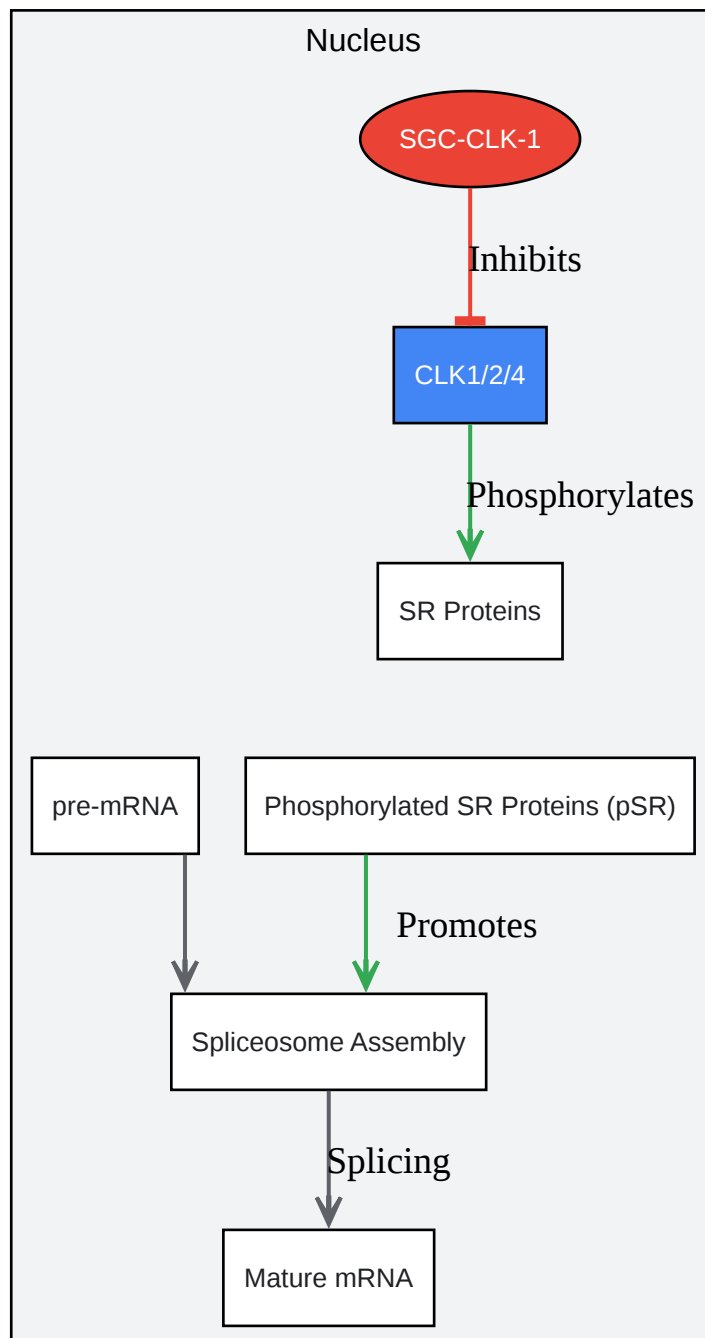 Nucleus
SGC-CLK-1
Inhibits
CLK1/2/4
Phosphorylates
SR Proteins
pre-mRNA
Phosphorylated SR Proteins (pSR)
Promotes
Spliceosome Assembly
Splicing
Mature mRNA